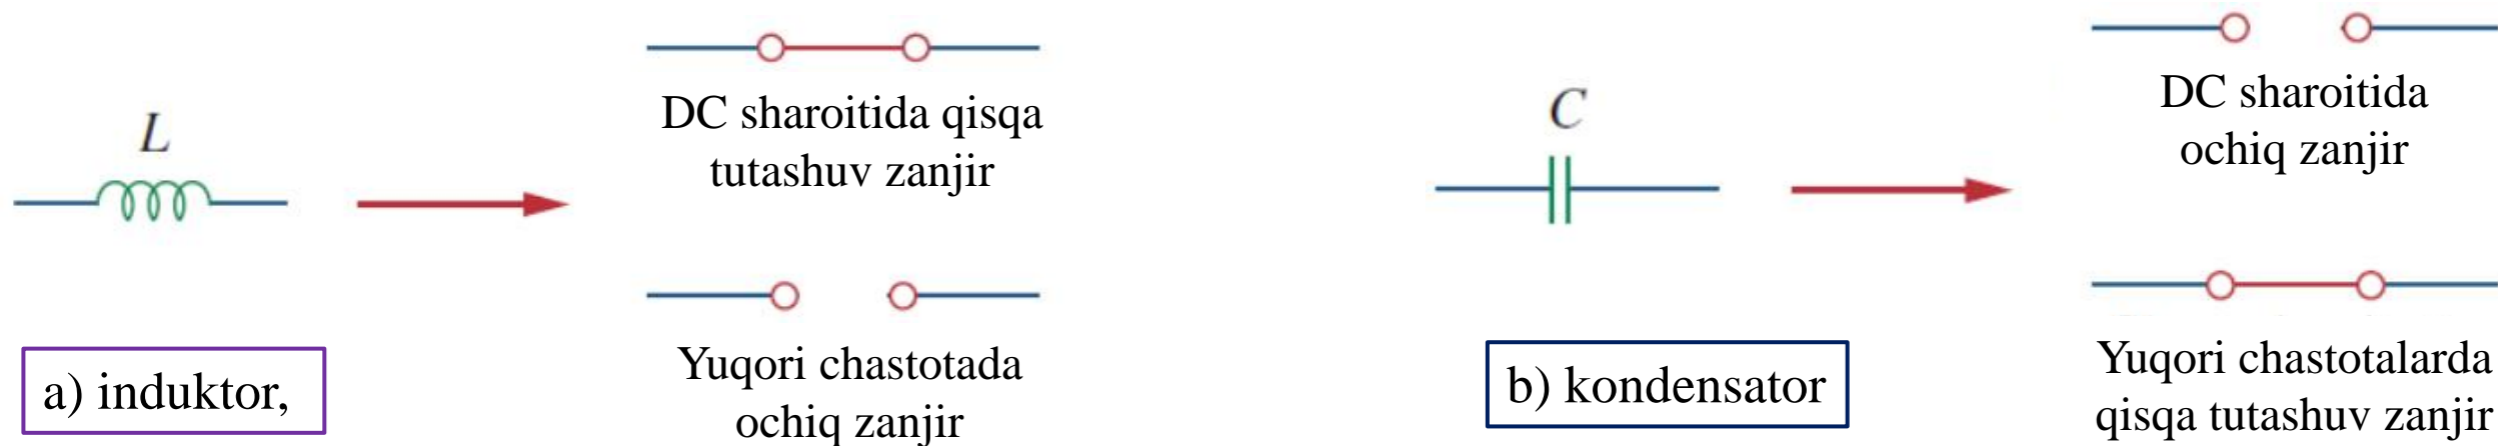 L
DC sharoitida qisqa
tutashuv zanjir
Yuqori chastotada
ochiq zanjir
a) induktor,
C
DC sharoitida
ochiq zanjir
Yuqori chastotalarda
qisqa tutashuv zanjir
b) kondensator